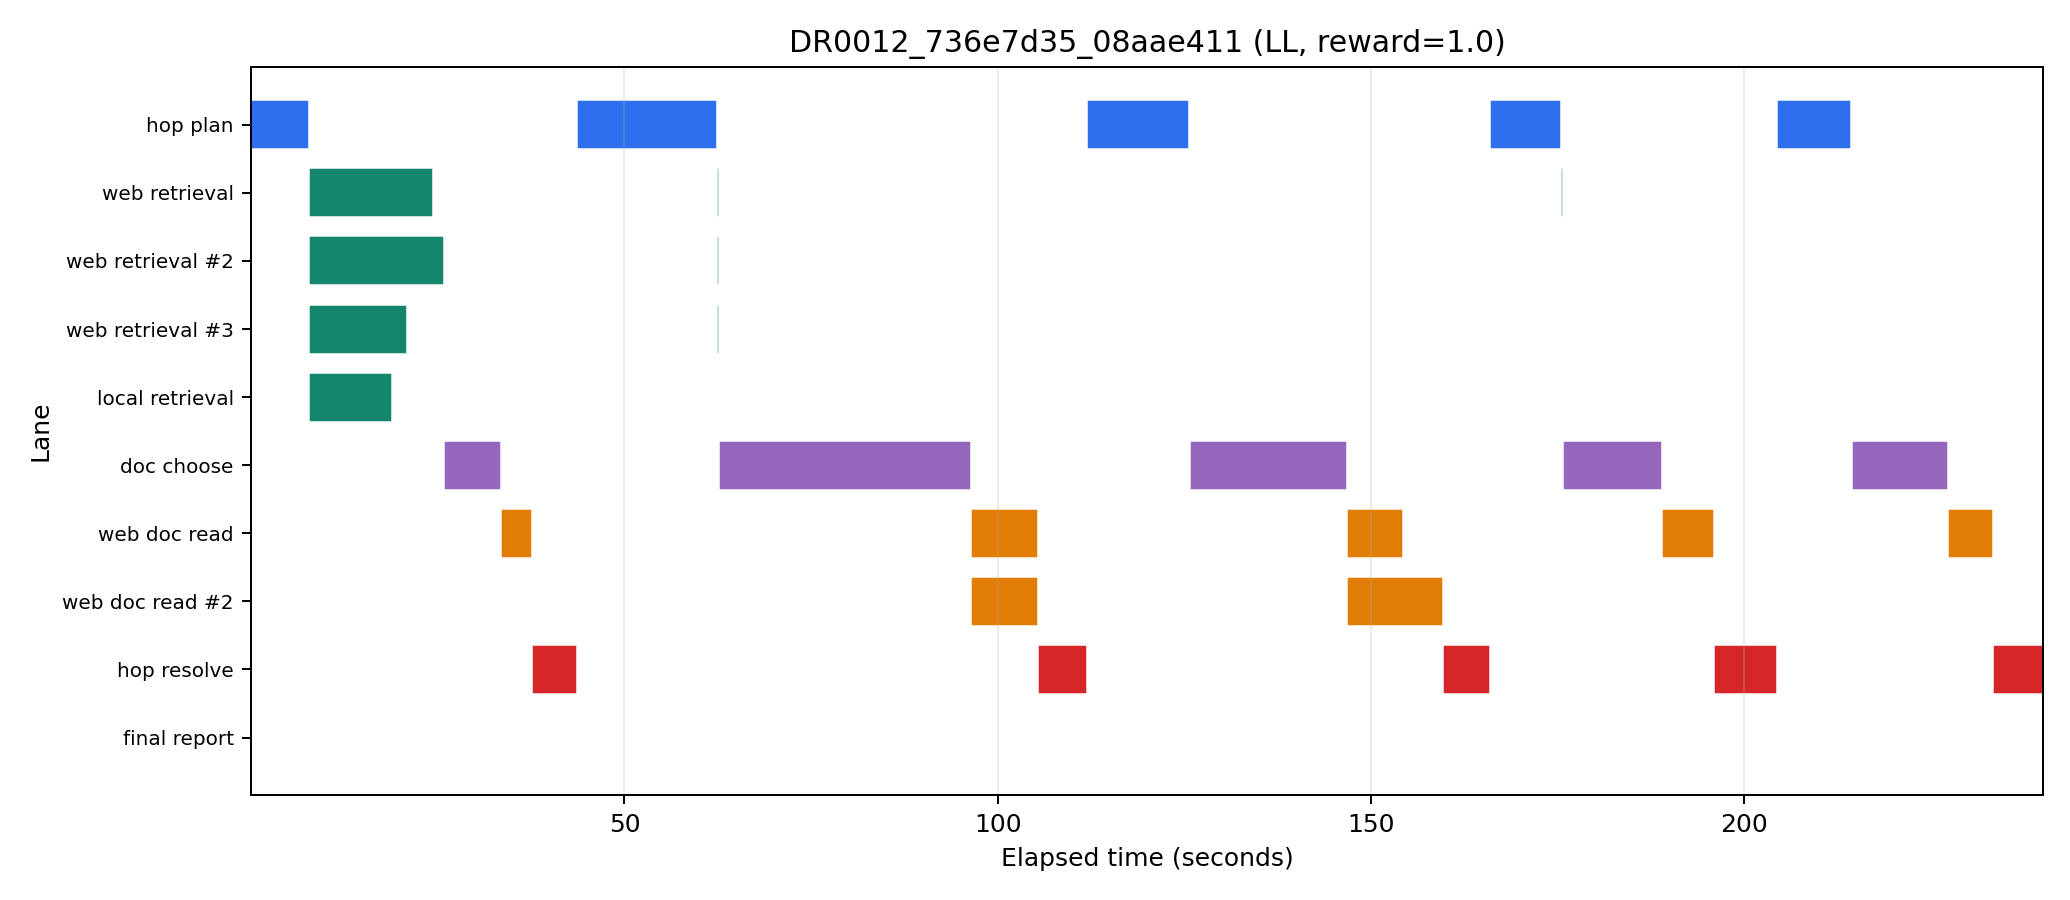 DR0012_736e7d35_08aae411 (LL, reward=1.0)
hop plan
web retrieval
web retrieval #2
web retrieval #3
local retrieval
doc choose
web doc read
web doc read #2
hop resolve
final report
Lane
50
100
150
200
Elapsed time (seconds)